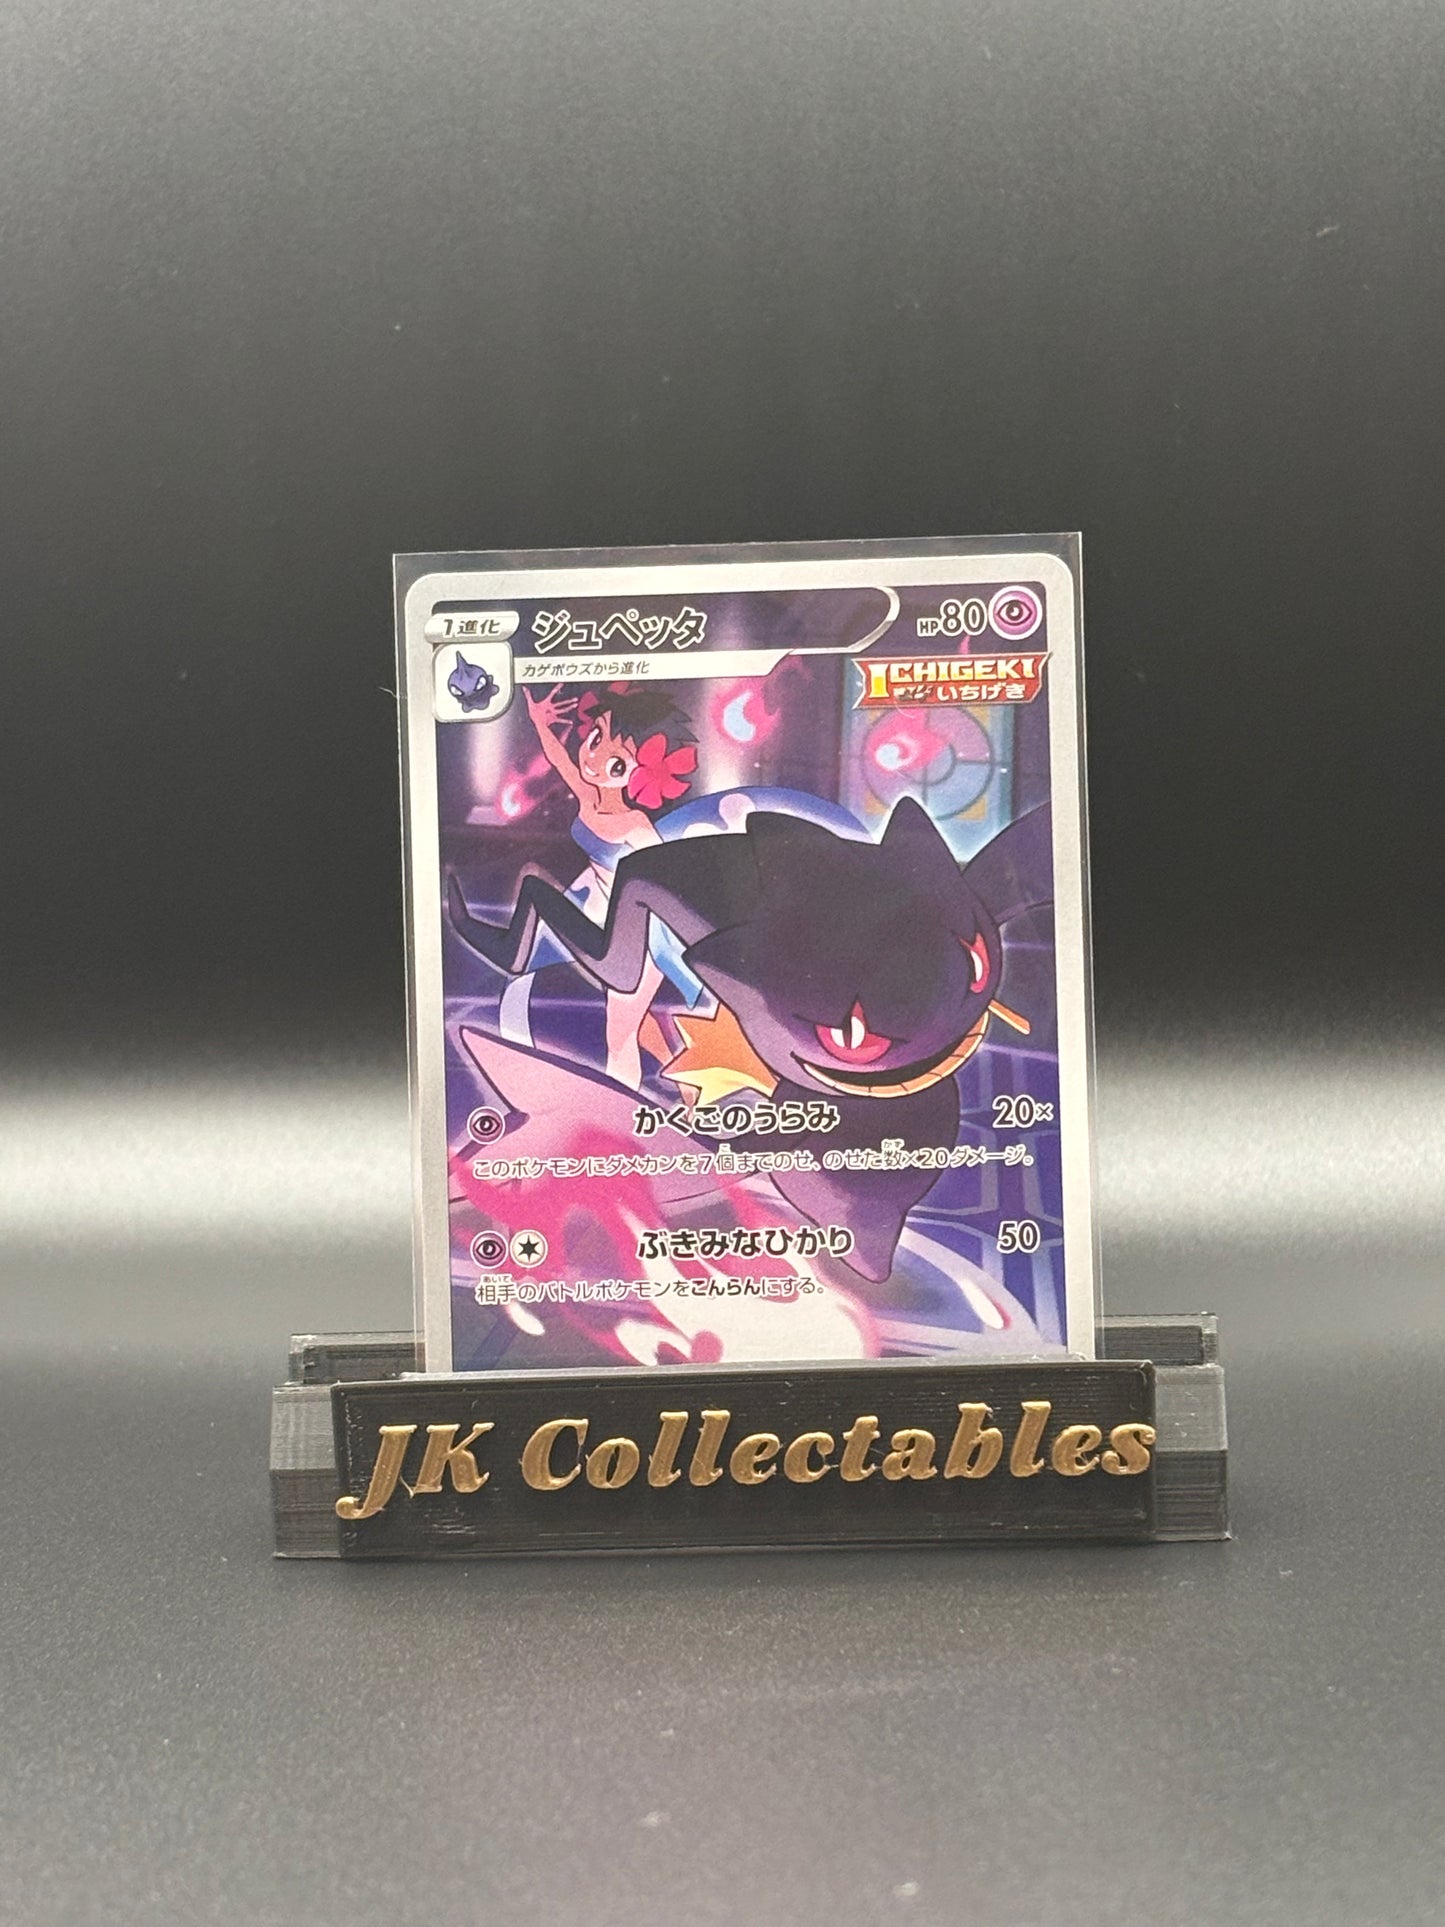 1進化 ジュペッタ HP80
カゲボウズから進化
ICHIGEKI
いちげき
かくごのうらみ 20×
このポケモンにダメカンを7個までのせ、のせた数×20ダメージ。
ぶきみなひかり 50
相手のバトルポケモンをこんらんにする。
JK Collectables